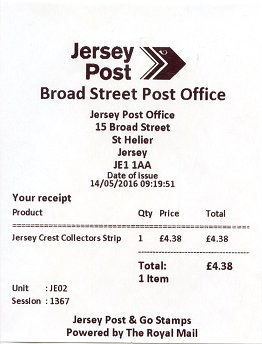 Jersey
Post
Broad Street Post Office
Jersey Post Office
15 Broad Street
St Helier
Jersey
JE1 1AA
Date of issue
14/05/2016 09:19:51
Your receipt
Product Qty Price Total
Jersey Crest Collectors Strip 1 £4.38 £4.38
Total: £4.38
1 Item
Unit : JE02
Session : 1367
Jersey Post & Go Stamps
Powered by The Royal Mail